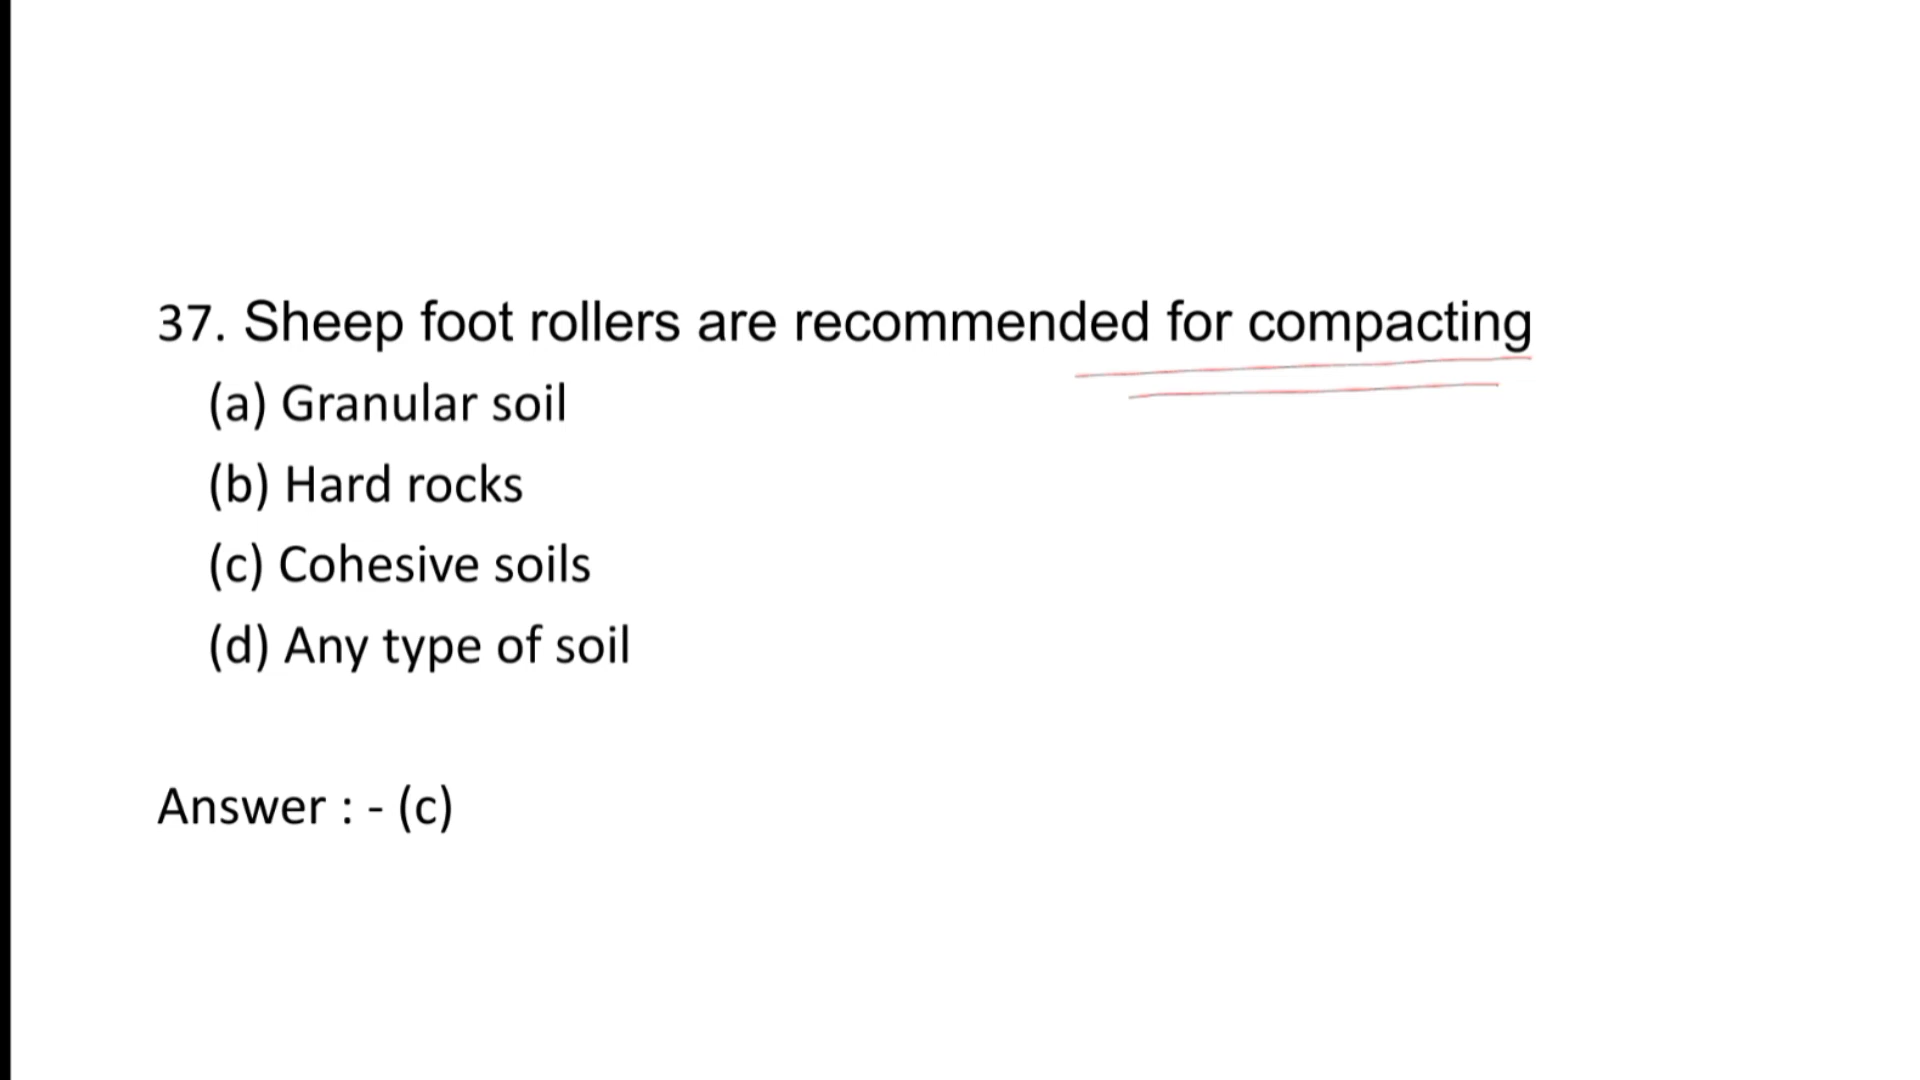 37. Sheep foot rollers are recommended for compacting
(a) Granular soil
(b) Hard rocks
(c) Cohesive soils
(d) Any type of soil
Answer : - (c)